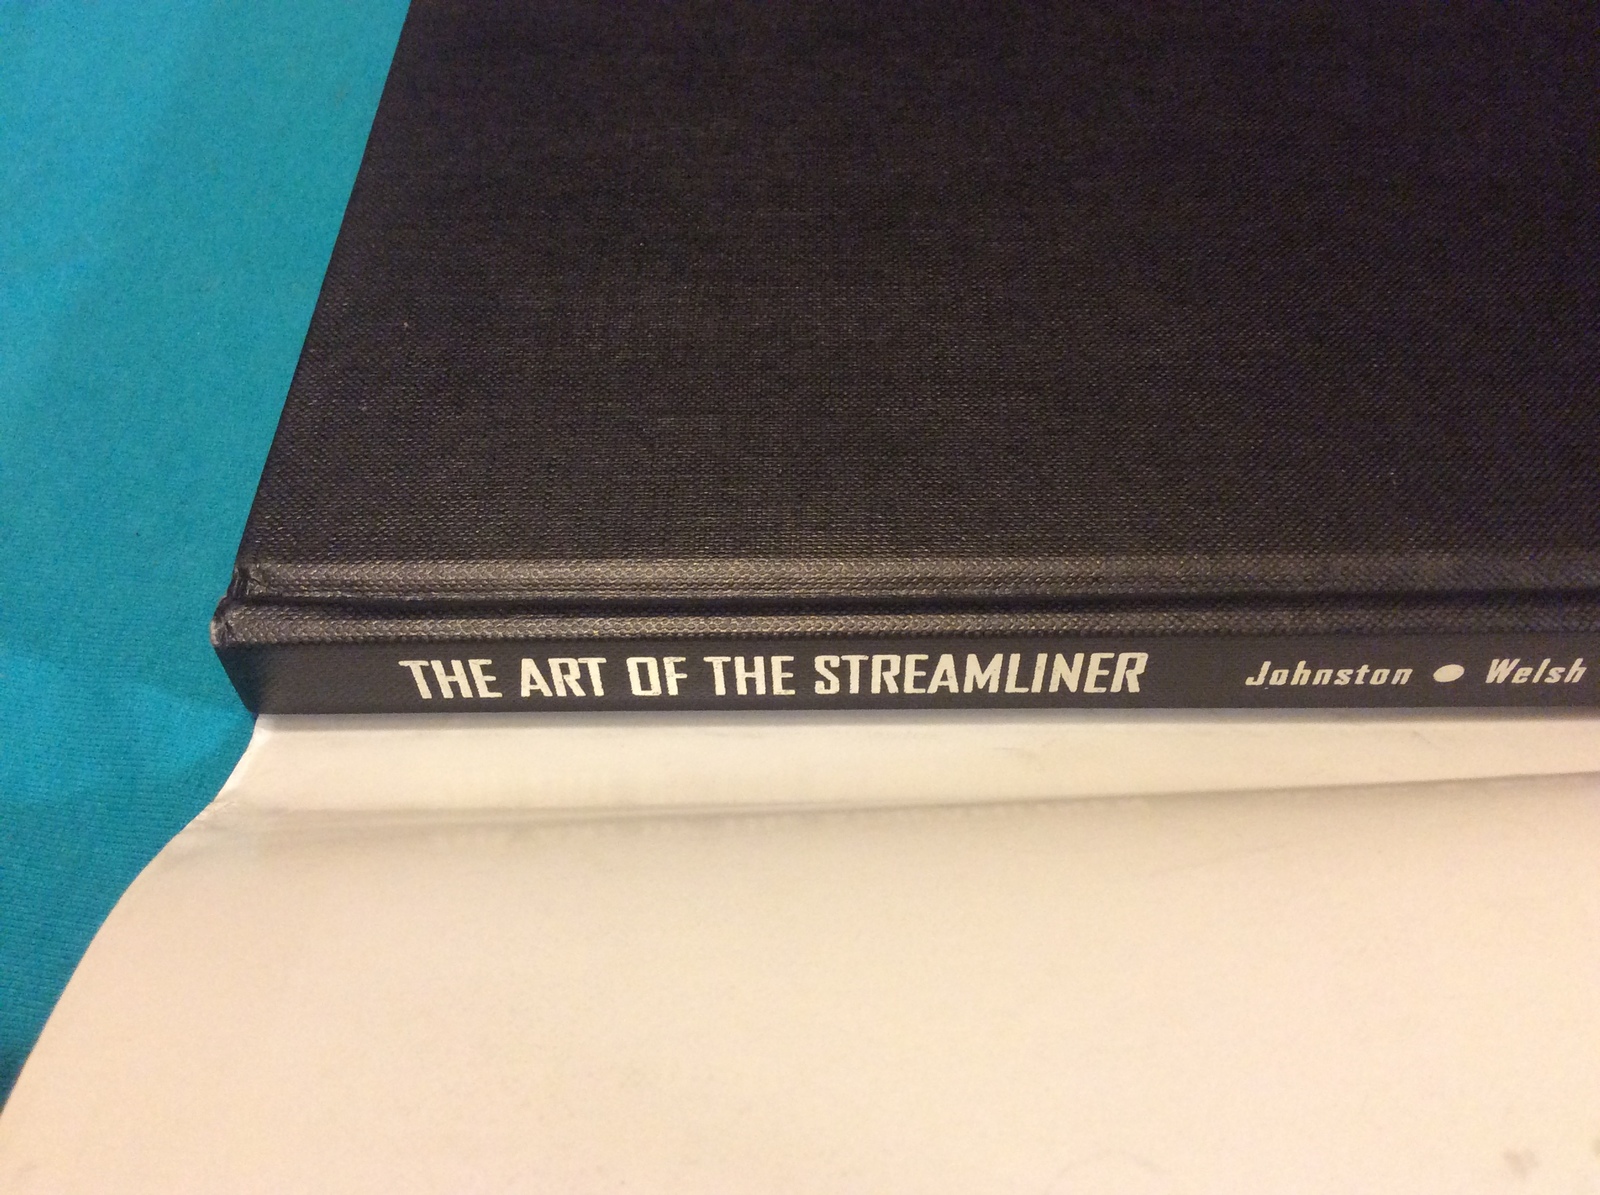 THE ART OF THE STREAMLINER Johnston ● Welsh